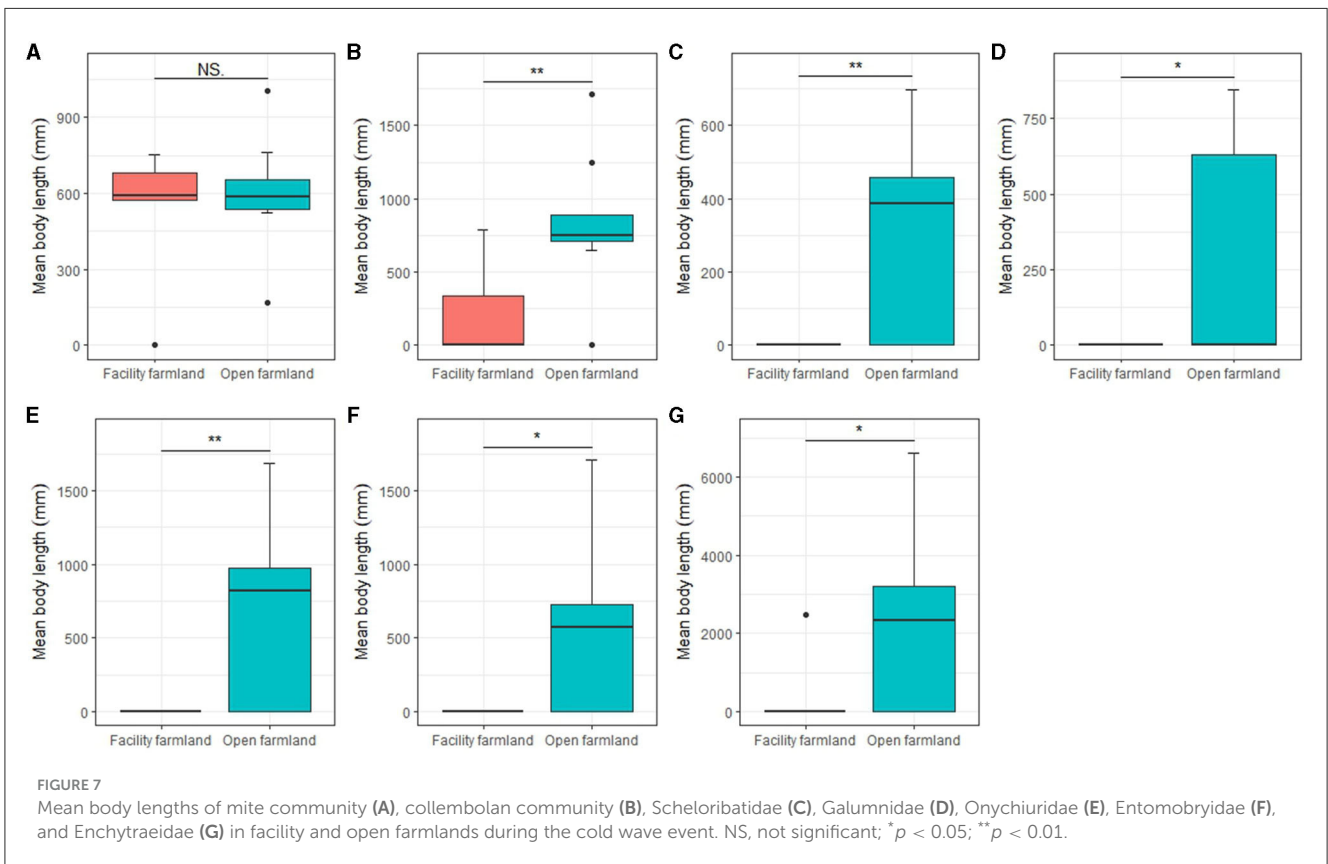 A
NS.
Mean body length (mm)
900
600
300
0
Facility farmland Open farmland
B
**
Mean body length (mm)
1500
1000
500
0
Facility farmland Open farmland
C
**
Mean body length (mm)
600
400
200
0
Facility farmland Open farmland
D
*
Mean body length (mm)
750
500
250
0
Facility farmland Open farmland
E
**
Mean body length (mm)
1500
1000
500
0
Facility farmland Open farmland
F
*
Mean body length (mm)
1500
1000
500
0
Facility farmland Open farmland
G
*
Mean body length (mm)
6000
4000
2000
0
Facility farmland Open farmland
FIGURE 7
Mean body lengths of mite community (A), collembolan community (B), Scheloribatidae (C), Galumnidae (D), Onychiuridae (E), Entomobryidae (F),
and Enchytraeidae (G) in facility and open farmlands during the cold wave event. NS, not significant; *p < 0.05; **p < 0.01.